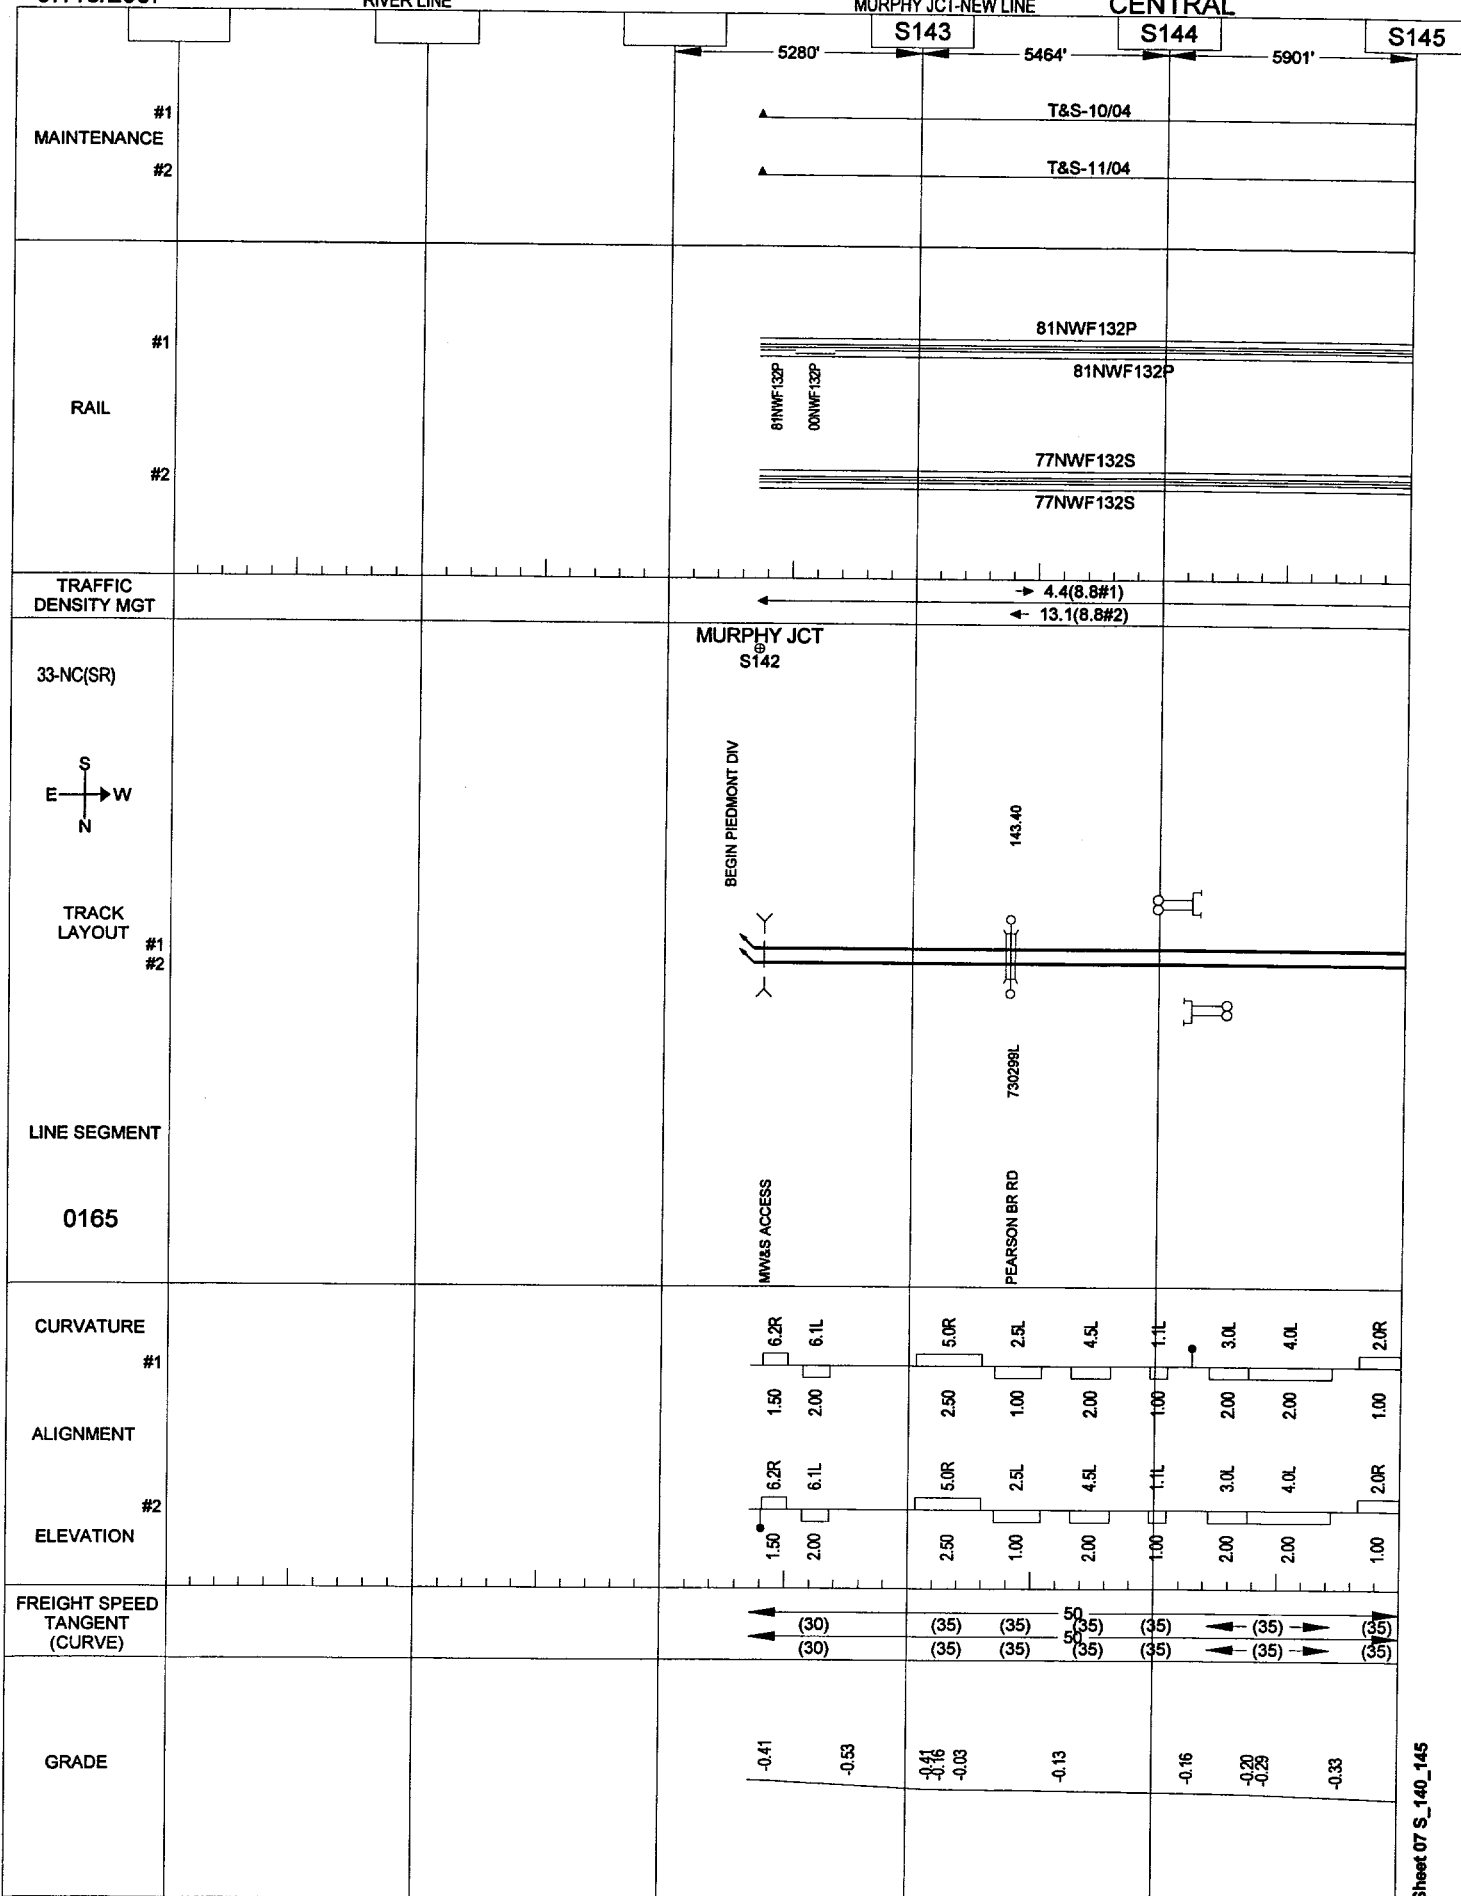 RIVER LINE
MURPHY JCT-NEW LINE
CENTRAL
S143
S144
S145
5280'
5464'
5901'
MAINTENANCE
#1
T&S-10/04
#2
T&S-11/04
RAIL
#1
81NWF132P
81NWF132P
81NWF132P
00NWF132P
#2
77NWF132S
77NWF132S
TRAFFIC
DENSITY MGT
4.4(8.8#1)
13.1(8.8#2)
MURPHY JCT
S142
33-NC(SR)
S
E W
N
BEGIN PIEDMONT DIV
143.40
TRACK
LAYOUT
#1
#2
730299L
LINE SEGMENT
0165
MW&S ACCESS
PEARSON BR RD
CURVATURE
#1
6.2R 6.1L 5.0R 2.5L 4.5L 1.1L 3.0L 4.0L 2.0R
1.50 2.00 2.50 1.00 2.00 1.00 2.00 2.00 1.00
ALIGNMENT
#2
6.2R 6.1L 5.0R 2.5L 4.5L 1.1L 3.0L 4.0L 2.0R
ELEVATION
1.50 2.00 2.50 1.00 2.00 1.00 2.00 2.00 1.00
FREIGHT SPEED
TANGENT
(CURVE)
50
(30) (35) (35) (35) (35) (35) (35)
50
(30) (35) (35) (35) (35) (35) (35)
GRADE
-0.41 -0.53 -0.41 -0.16 -0.03 -0.13 -0.16 -0.20 -0.29 -0.33
Sheet 07 S_140_145